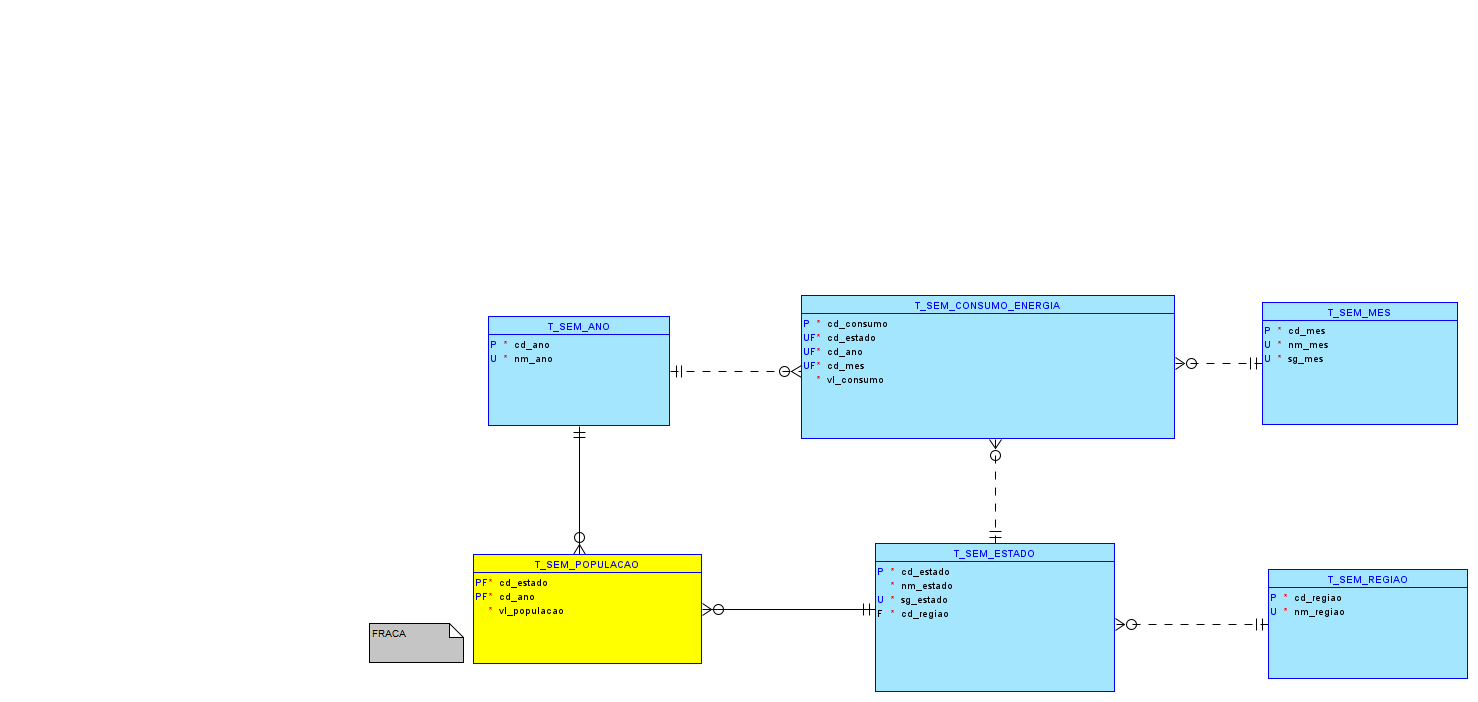 T_SEM_ANO
P * cd_ano
U * nm_ano
T_SEM_CONSUMO_ENERGIA
P * cd_consumo
UF* cd_estado
UF* cd_ano
UF* cd_mes
* vl_consumo
T_SEM_MES
P * cd_mes
U * nm_mes
U * sg_mes
FRACA
T_SEM_POPULACAO
PF* cd_estado
PF* cd_ano
* vl_populacao
T_SEM_ESTADO
P * cd_estado
* nm_estado
U * sg_estado
F * cd_regiao
T_SEM_REGIAO
P * cd_regiao
U * nm_regiao